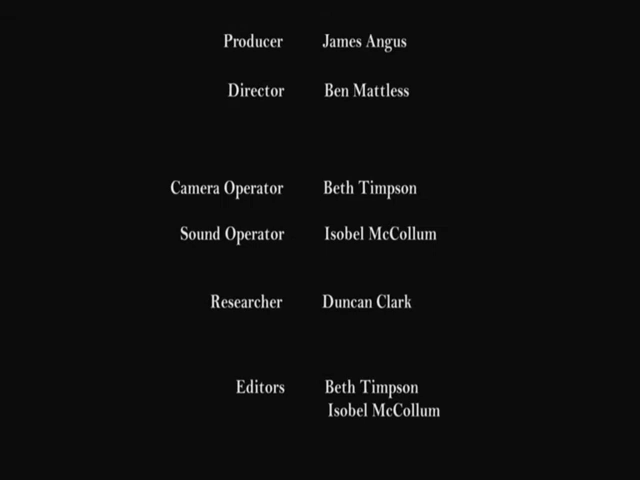 Producer James Angus
Director Ben Mattless
Camera Operator Beth Timpson
Sound Operator Isobel McCollum
Researcher Duncan Clark
Editors Beth Timpson
Isobel McCollum